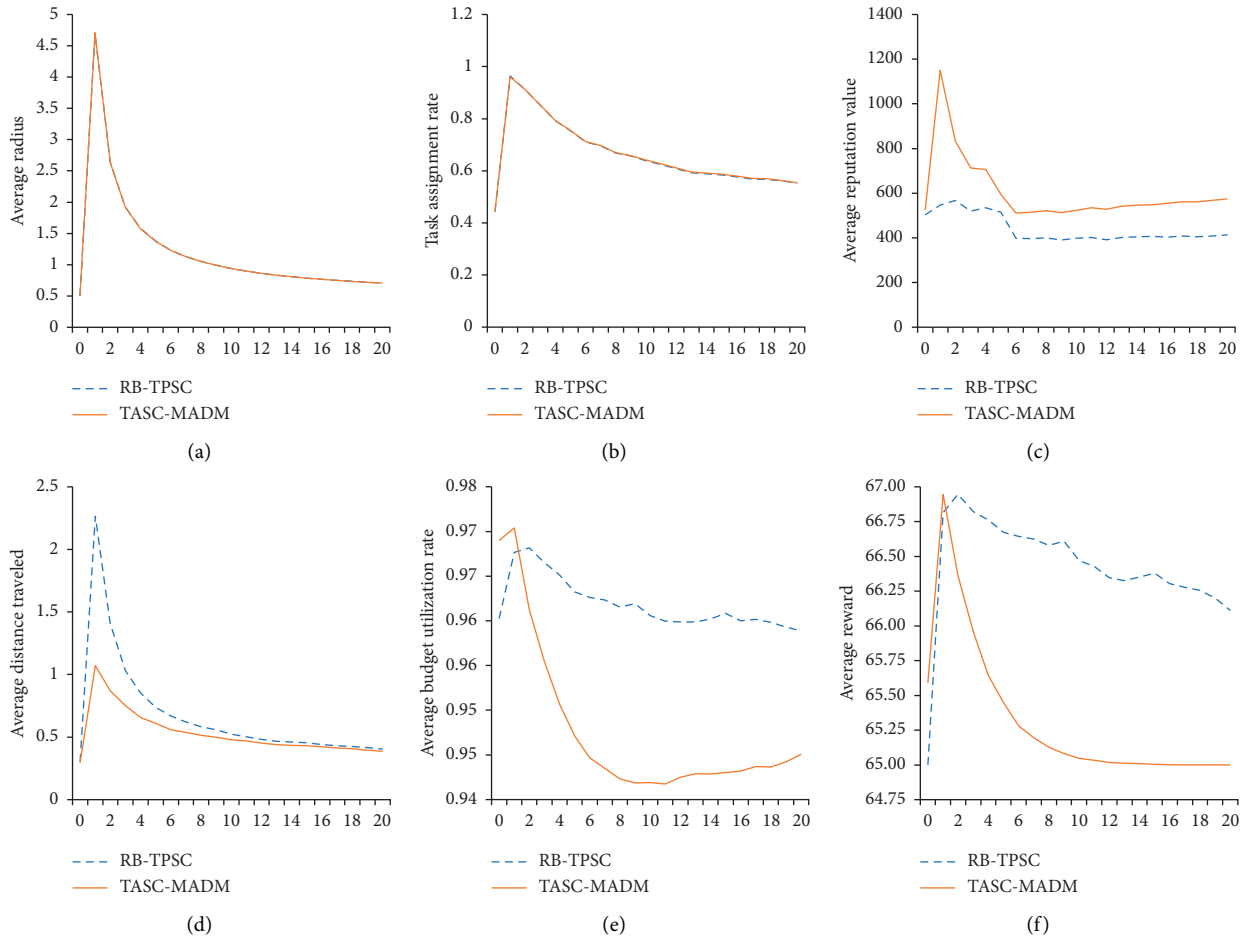 Average radius
5
4.5
4
3.5
3
2.5
2
1.5
1
0.5
0
0 2 4 6 8 10 12 14 16 18 20
RB-TPSC
TASC-MADM
(a)
Task assignment rate
1.2
1
0.8
0.6
0.4
0.2
0
0 2 4 6 8 10 12 14 16 18 20
RB-TPSC
TASC-MADM
(b)
Average reputation value
1400
1200
1000
800
600
400
200
0
0 2 4 6 8 10 12 14 16 18 20
RB-TPSC
TASC-MADM
(c)
Average distance traveled
2.5
2
1.5
1
0.5
0
0 2 4 6 8 10 12 14 16 18 20
RB-TPSC
TASC-MADM
(d)
Average budget utilization rate
0.98
0.97
0.97
0.96
0.96
0.95
0.95
0.94
0 2 4 6 8 10 12 14 16 18 20
RB-TPSC
TASC-MADM
(e)
Average reward
67.00
66.75
66.50
66.25
66.00
65.75
65.50
65.25
65.00
64.75
0 2 4 6 8 10 12 14 16 18 20
RB-TPSC
TASC-MADM
(f)